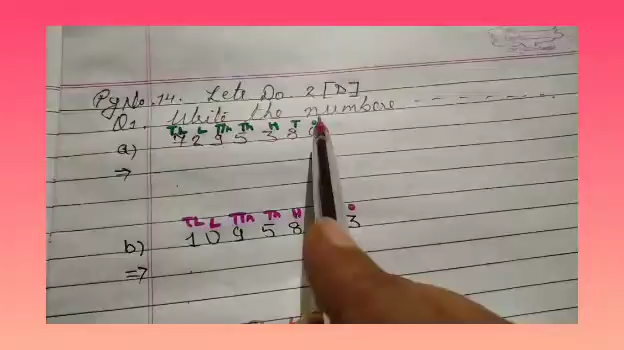 Pg No. 14. Lets Do 2 [D]
Q1. Write the numbers
TL L TTh Th H T O
a) 7 2 9 5 3 8
⇒
TL L TTh Th H O
b) 1 0 9 5 8 3
⇒